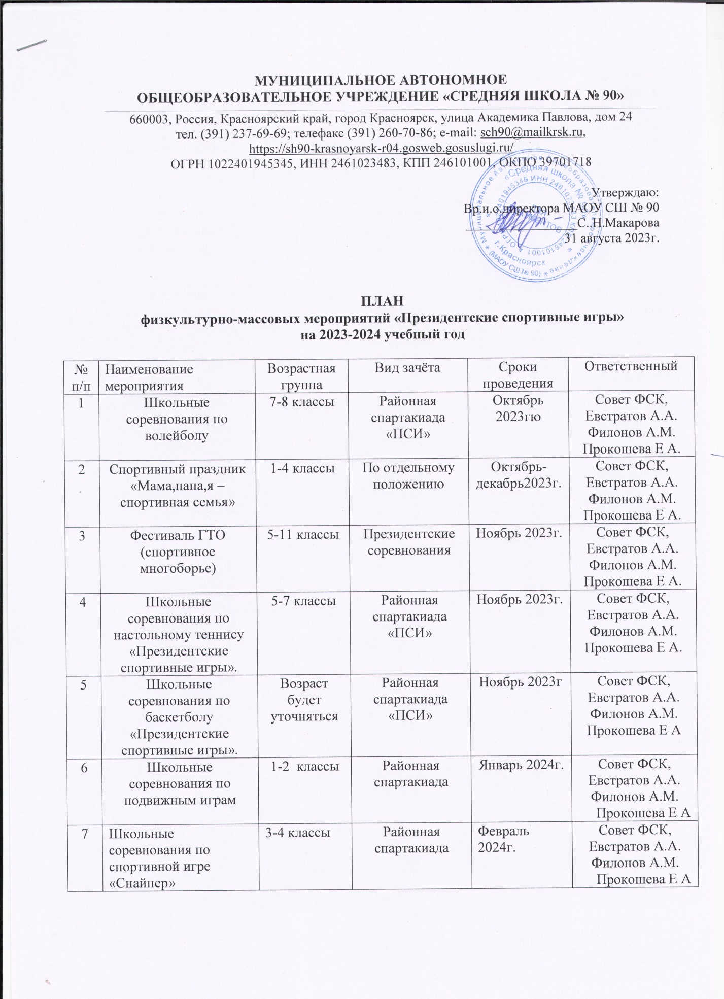 МУНИЦИПАЛЬНОЕ АВТОНОМНОЕ
ОБЩЕОБРАЗОВАТЕЛЬНОЕ УЧРЕЖДЕНИЕ «СРЕДНЯЯ ШКОЛА № 90»
660003, Россия, Красноярский край, город Красноярск, улица Академика Павлова, дом 24
тел. (391) 237-69-69; телефакс (391) 260-70-86; e-mail: sch90@mailkrsk.ru,
https://sh90-krasnoyarsk-r04.gosweb.gosuslugi.ru/
ОГРН 1022401945345, ИНН 2461023483, КПП 246101001, ОКПО 39701718
Утверждаю:
Вр.и.о.директора МАОУ СШ № 90
С..Н.Макарова
31 августа 2023г.
«Средняя школа № 90»
г.Красноярск
(МАОУ СШ № 90)
ПЛАН
физкультурно-массовых мероприятий «Президентские спортивные игры»
на 2023-2024 учебный год
№
п/п
Наименование
мероприятия
Возрастная
группа
Вид зачёта
Сроки
проведения
Ответственный
1
Школьные
соревнования по
волейболу
7-8 классы
Районная
спартакиада
«ПСИ»
Октябрь
2023гю
Совет ФСК,
Евстратов А.А.
Филонов А.М.
Прокошева Е А.
2
Спортивный праздник
«Мама,папа,я –
спортивная семья»
1-4 классы
По отдельному
положению
Октябрь-
декабрь2023г.
Совет ФСК,
Евстратов А.А.
Филонов А.М.
Прокошева Е А.
3
Фестиваль ГТО
(спортивное
многоборье)
5-11 классы
Президентские
соревнования
Ноябрь 2023г.
Совет ФСК,
Евстратов А.А.
Филонов А.М.
Прокошева Е А.
4
Школьные
соревнования по
настольному теннису
«Президентские
спортивные игры».
5-7 классы
Районная
спартакиада
«ПСИ»
Ноябрь 2023г.
Совет ФСК,
Евстратов А.А.
Филонов А.М.
Прокошева Е А.
5
Школьные
соревнования по
баскетболу
«Президентские
спортивные игры».
Возраст
будет
уточняться
Районная
спартакиада
«ПСИ»
Ноябрь 2023г
Совет ФСК,
Евстратов А.А.
Филонов А.М.
Прокошева Е А
6
Школьные
соревнования по
подвижным играм
1-2 классы
Районная
спартакиада
Январь 2024г.
Совет ФСК,
Евстратов А.А.
Филонов А.М.
Прокошева Е А
7
Школьные
соревнования по
спортивной игре
«Снайпер»
3-4 классы
Районная
спартакиада
Февраль
2024г.
Совет ФСК,
Евстратов А.А.
Филонов А.М.
Прокошева Е А